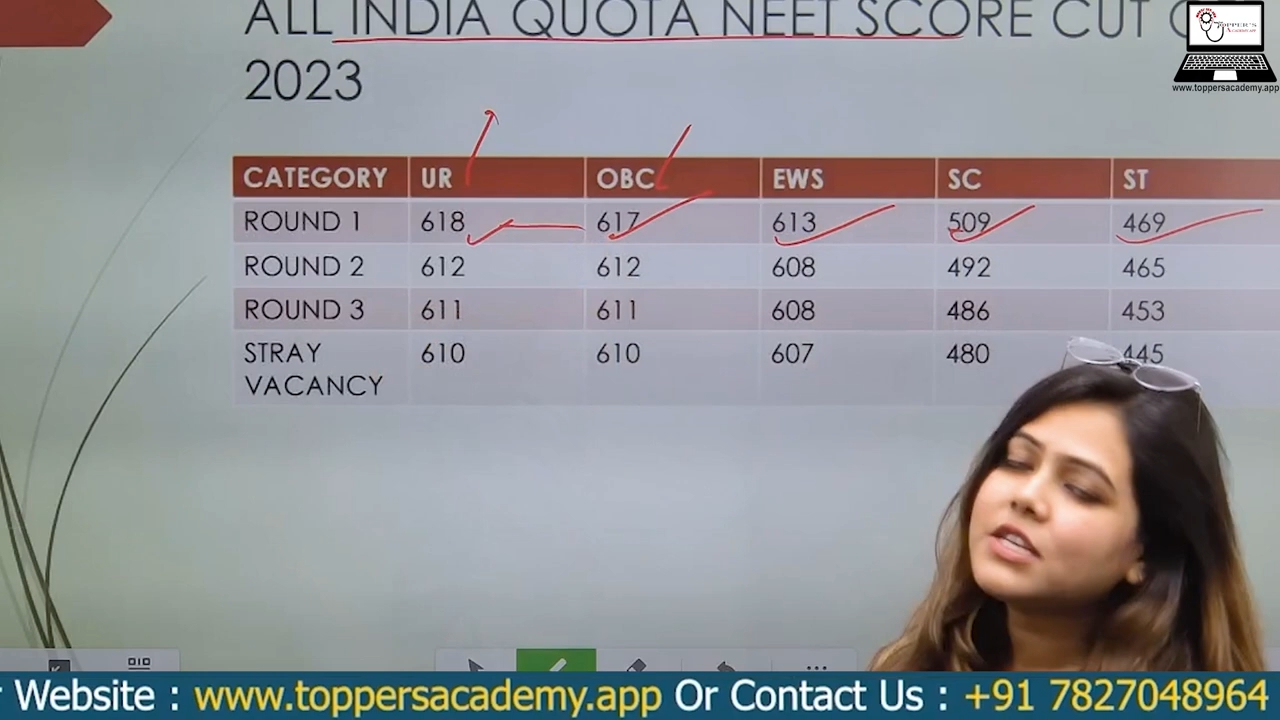 ALL INDIA QUOTA NEET SCORE CUT
2023
TOPPER'S
www.toppersacademy.app
CATEGORY UR OBC EWS SC ST
ROUND 1 618 617 613 509 469
ROUND 2 612 612 608 492 465
ROUND 3 611 611 608 486 453
STRAY VACANCY 610 610 607 480 445
Website : www.toppersacademy.app Or Contact Us : +91 7827048964